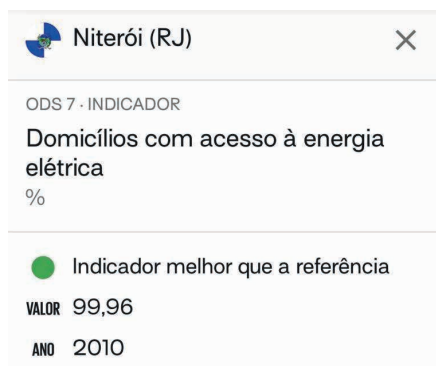 Niterói (RJ)
ODS 7 · INDICADOR
Domicílios com acesso à energia
elétrica
%
Indicador melhor que a referência
VALOR 99,96
ANO 2010